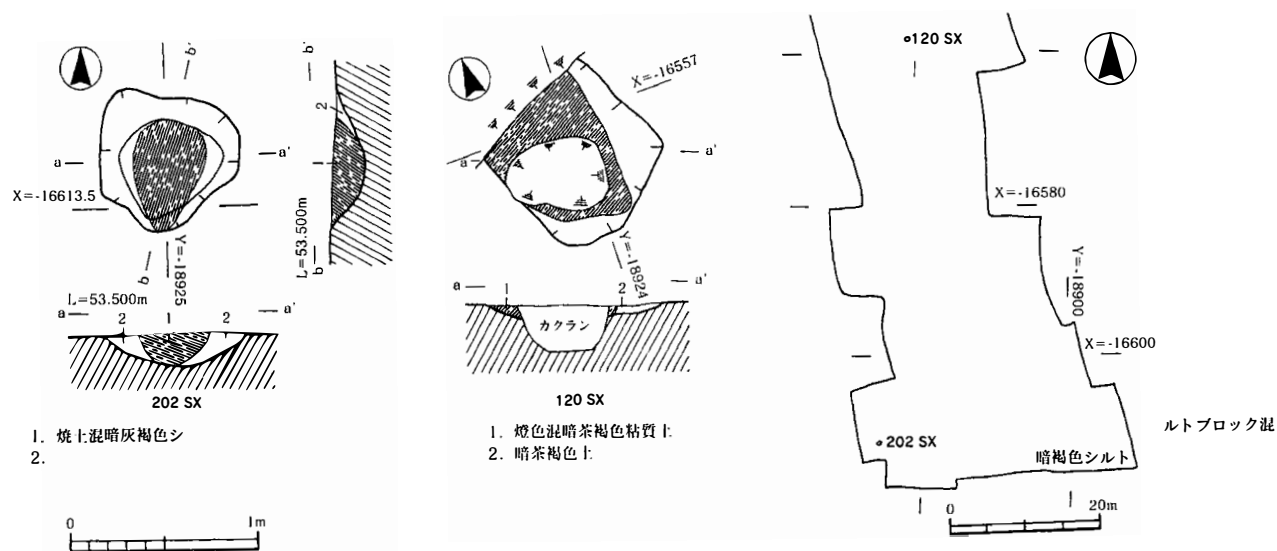 b'
a
a'
X=-16613.5
b
Y=-18925
L=53.500m
a
a'
2
1
2
202 SX
1. 焼土混暗灰褐色シ
2.
0
1m
b'
2
1
L=53.500m
b
X=-16557
a
a'
Y=-18924
a
a'
1
2
カクラン
120 SX
1. 燈色混暗茶褐色粘質土
2. 暗茶褐色土
120 SX
X=-16580
Y=-18900
X=-16600
202 SX
暗褐色シルト
ルトブロック混
0
20m